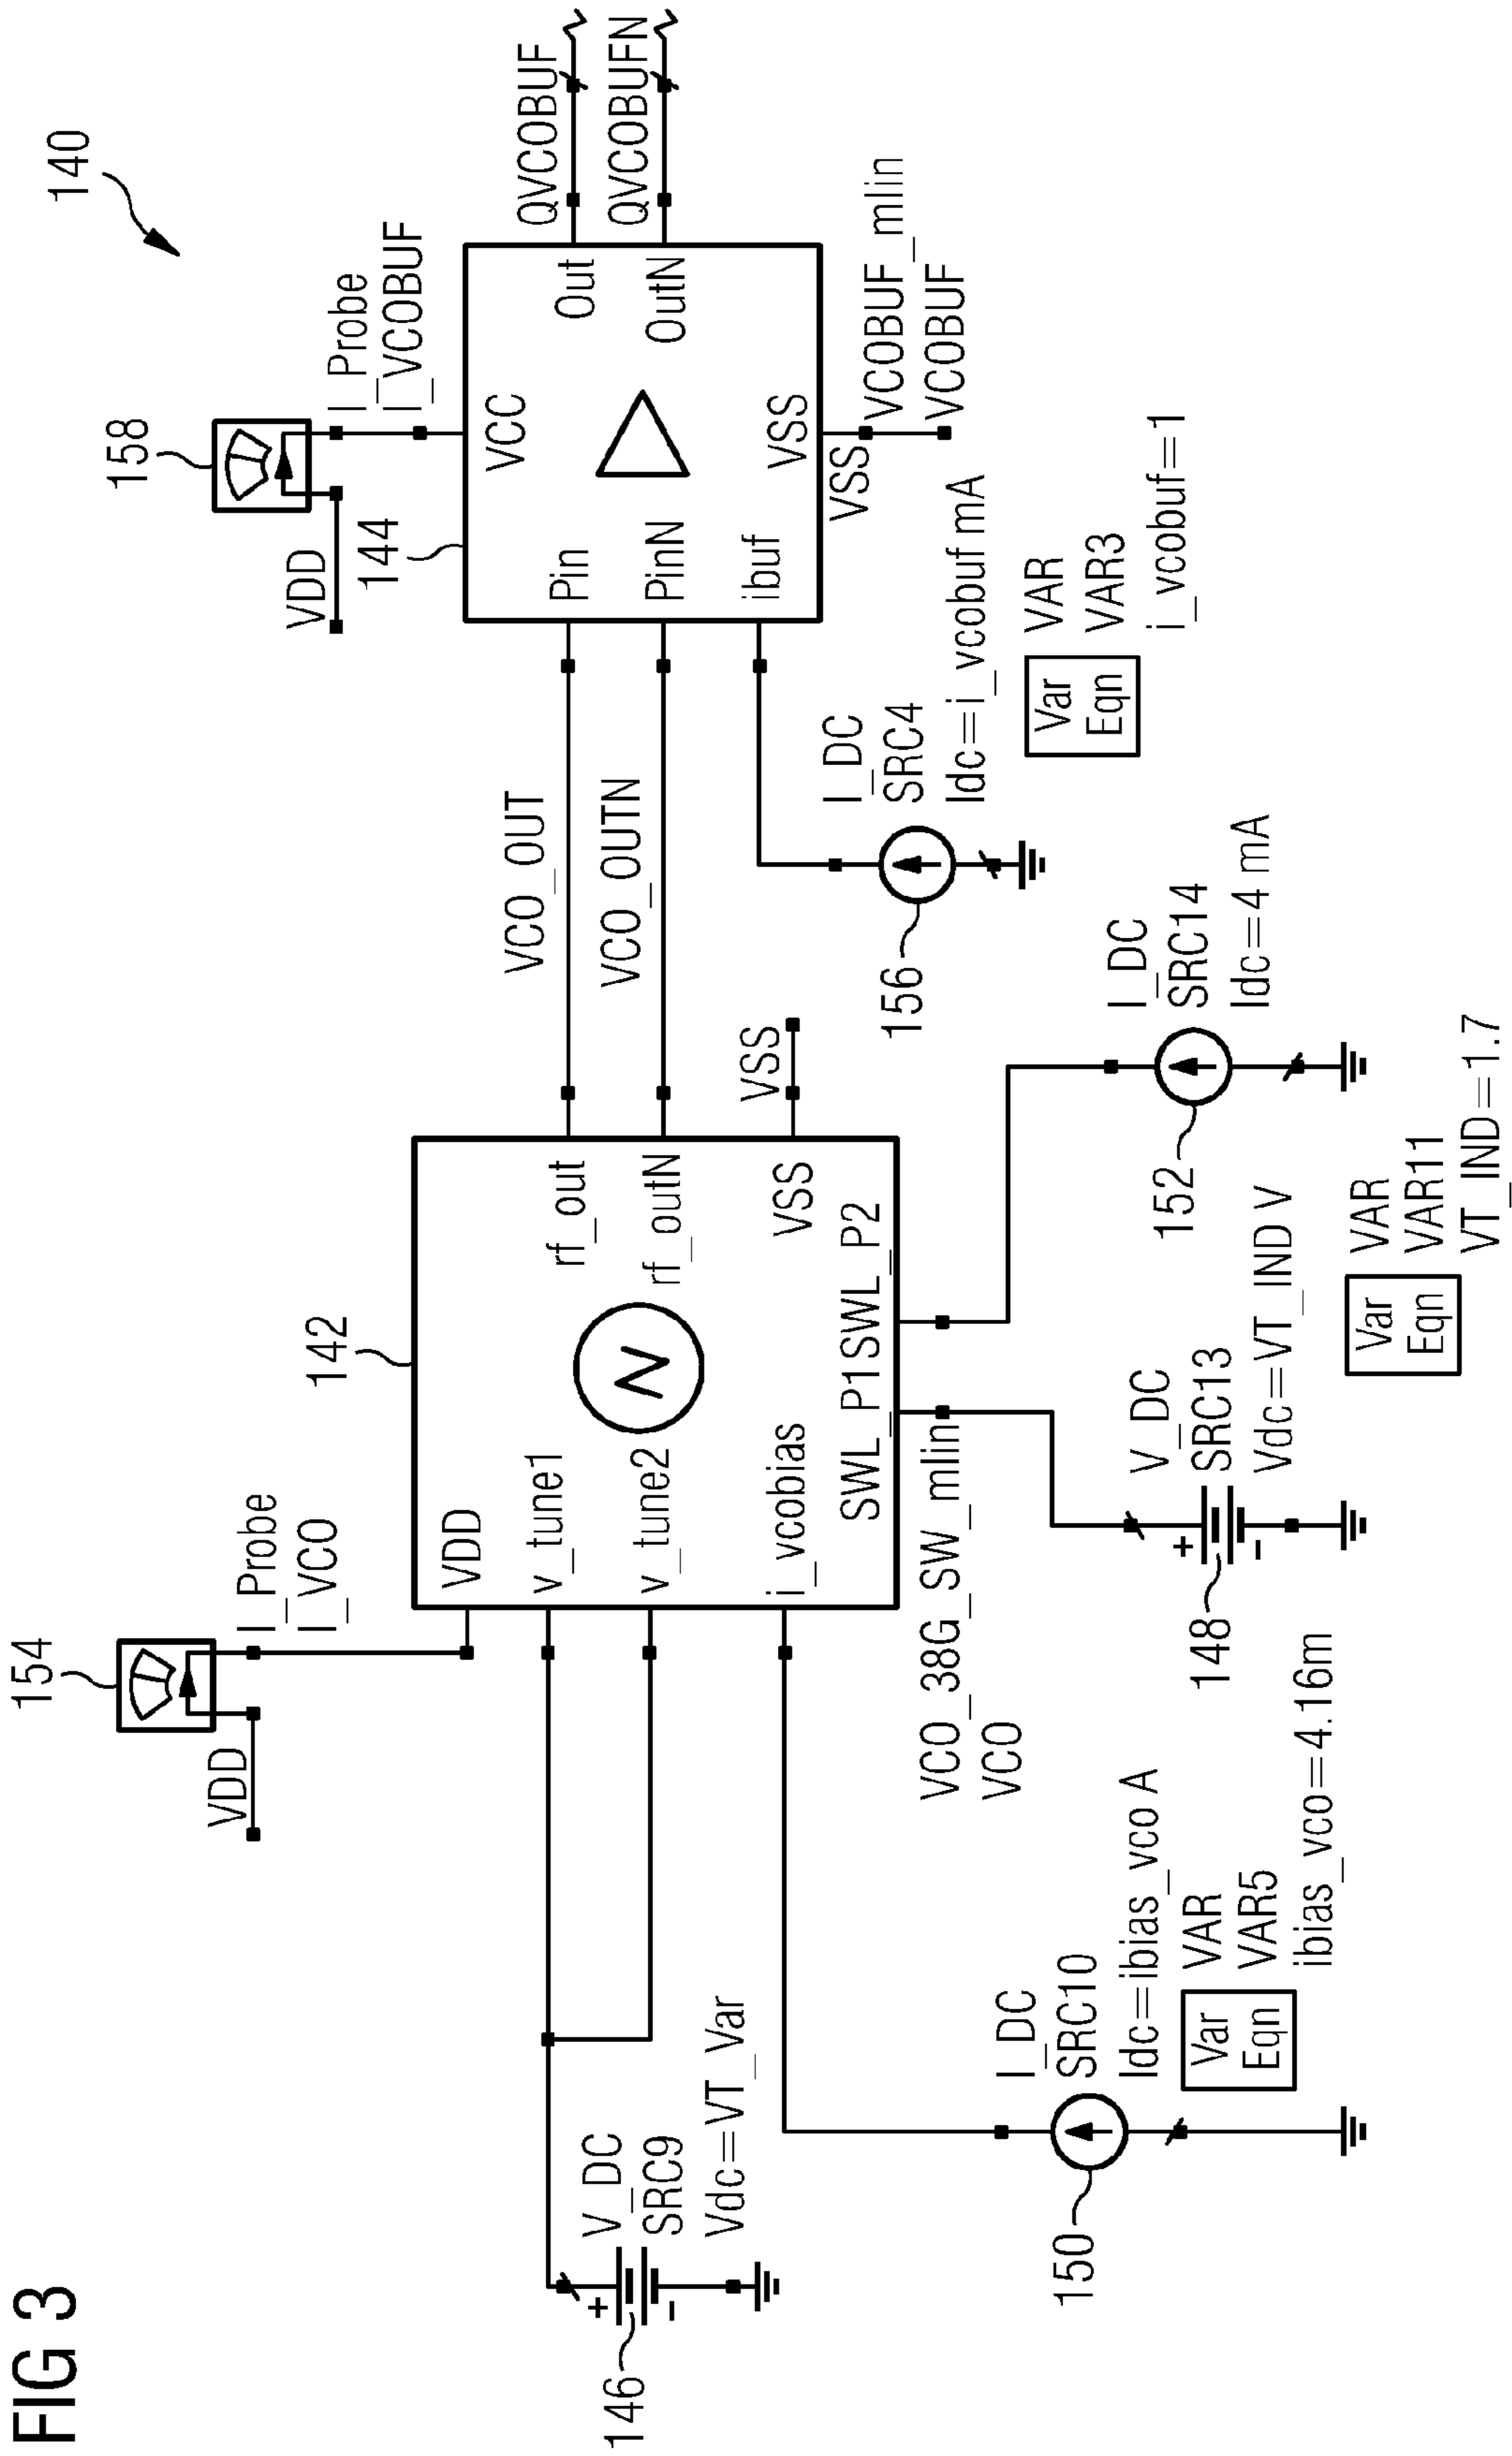 FIG 3
140
154
I_Probe
I_VCO
VDD
158
I_Probe
I_VCOBUF
VDD
142
144
VDD
v_tune1
v_tune2
i_vcobias
rf_out
rf_outN
VSS
SWL_P1
SWL_P2
VSS
VCO_38G_SW_mlin
VCO
VCO_OUT
VCO_OUTN
VCC
Pin
PinN
ibuf
Out
OutN
VSS
VSS
QVCOBUF
QVCOBUFN
VCOBUF_mlin
VCOBUF
146
+
-
V_DC
SRC9
Vdc=VT_Var
150
I_DC
SRC10
Idc=ibias_vco A
Var
Eqn
VAR
VAR5
ibias_vco=4.16m
148
+
-
V_DC
SRC13
Vdc=VT_IND V
Var
Eqn
VAR
VAR11
VT_IND=1.7
152
I_DC
SRC14
Idc=4 mA
156
I_DC
SRC4
Idc=i_vcobuf mA
Var
Eqn
VAR
VAR3
i_vcobuf=1